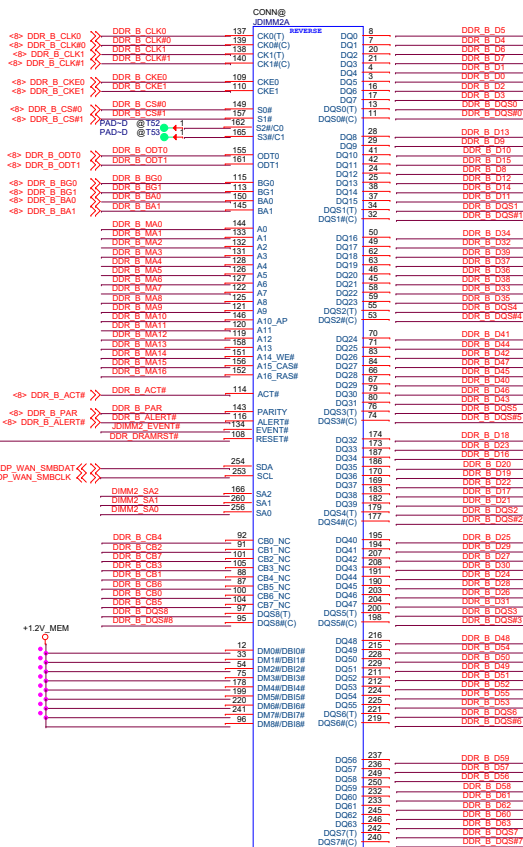 CONN@
JDIMM2A
REVERSE
<8> DDR_B_CLK0 DDR_B_CLK0 137 CK0(T)
<8> DDR_B_CLK#0 DDR_B_CLK#0 139 CK0#(C)
<8> DDR_B_CLK1 DDR_B_CLK1 138 CK1(T)
<8> DDR_B_CLK#1 DDR_B_CLK#1 140 CK1#(C)
<8> DDR_B_CKE0 DDR_B_CKE0 109 CKE0
<8> DDR_B_CKE1 DDR_B_CKE1 110 CKE1
<8> DDR_B_CS#0 DDR_B_CS#0 149 S0#
<8> DDR_B_CS#1 DDR_B_CS#1 157 S1#
PAD~D @T52 1 162 S2#/C0
PAD~D @T53 1 165 S3#/C1
<8> DDR_B_ODT0 DDR_B_ODT0 155 ODT0
<8> DDR_B_ODT1 DDR_B_ODT1 161 ODT1
<8> DDR_B_BG0 DDR_B_BG0 115 BG0
<8> DDR_B_BG1 DDR_B_BG1 113 BG1
<8> DDR_B_BA0 DDR_B_BA0 150 BA0
<8> DDR_B_BA1 DDR_B_BA1 145 BA1
DDR_B_MA0 144 A0
DDR_B_MA1 133 A1
DDR_B_MA2 132 A2
DDR_B_MA3 131 A3
DDR_B_MA4 128 A4
DDR_B_MA5 126 A5
DDR_B_MA6 127 A6
DDR_B_MA7 122 A7
DDR_B_MA8 125 A8
DDR_B_MA9 121 A9
DDR_B_MA10 146 A10_AP
DDR_B_MA11 120 A11
DDR_B_MA12 119 A12
DDR_B_MA13 158 A13
DDR_B_MA14 151 A14_WE#
DDR_B_MA15 156 A15_CAS#
DDR_B_MA16 152 A16_RAS#
<8> DDR_B_ACT# DDR_B_ACT# 114 ACT#
<8> DDR_B_PAR DDR_B_PAR 143 PARITY
<8> DDR_B_ALERT# DDR_B_ALERT# 116 ALERT#
JDIMM2_EVENT# 134 EVENT#
DDR_DRAMRST# 108 RESET#
DP_WAN_SMBDAT 254 SDA
DP_WAN_SMBCLK 253 SCL
DIMM2_SA2 166 SA2
DIMM2_SA1 260 SA1
DIMM2_SA0 256 SA0
DDR_B_CB4 92 CB0_NC
DDR_B_CB2 91 CB1_NC
DDR_B_CB7 101 CB2_NC
DDR_B_CB3 105 CB3_NC
DDR_B_CB1 88 CB4_NC
DDR_B_CB6 87 CB5_NC
DDR_B_CB0 100 CB6_NC
DDR_B_CB5 104 CB7_NC
DDR_B_DQS8 97 DQS8(T)
DDR_B_DQS#8 95 DQS8#(C)
+1.2V_MEM
12 DM0#/DBI0#
33 DM1#/DBI1#
54 DM2#/DBI2#
75 DM3#/DBI3#
178 DM4#/DBI4#
199 DM5#/DBI5#
220 DM6#/DBI6#
241 DM7#/DBI7#
96 DM8#/DBI8#
DQ0 8 DDR_B_D5
DQ1 7 DDR_B_D4
DQ2 20 DDR_B_D6
DQ3 21 DDR_B_D7
DQ4 4 DDR_B_D1
DQ5 3 DDR_B_D0
DQ6 16 DDR_B_D2
DQ7 17 DDR_B_D3
DQS0(T) 13 DDR_B_DQS0
DQS0#(C) 11 DDR_B_DQS#0
DQ8 28 DDR_B_D13
DQ9 29 DDR_B_D9
DQ10 41 DDR_B_D10
DQ11 42 DDR_B_D15
DQ12 24 DDR_B_D8
DQ13 25 DDR_B_D12
DQ14 38 DDR_B_D14
DQ15 37 DDR_B_D11
DQS1(T) 34 DDR_B_DQS1
DQS1#(C) 32 DDR_B_DQS#1
DQ16 50 DDR_B_D34
DQ17 49 DDR_B_D32
DQ18 62 DDR_B_D39
DQ19 63 DDR_B_D37
DQ20 46 DDR_B_D36
DQ21 45 DDR_B_D38
DQ22 58 DDR_B_D33
DQ23 59 DDR_B_D35
DQS2(T) 55 DDR_B_DQS4
DQS2#(C) 53 DDR_B_DQS#4
DQ24 70 DDR_B_D41
DQ25 71 DDR_B_D44
DQ26 83 DDR_B_D42
DQ27 84 DDR_B_D47
DQ28 66 DDR_B_D45
DQ29 67 DDR_B_D40
DQ30 79 DDR_B_D46
DQ31 80 DDR_B_D43
DQS3(T) 76 DDR_B_DQS5
DQS3#(C) 74 DDR_B_DQS#5
DQ32 174 DDR_B_D18
DQ33 173 DDR_B_D23
DQ34 187 DDR_B_D16
DQ35 186 DDR_B_D20
DQ36 170 DDR_B_D19
DQ37 169 DDR_B_D22
DQ38 183 DDR_B_D17
DQ39 182 DDR_B_D21
DQS4(T) 179 DDR_B_DQS2
DQS4#(C) 177 DDR_B_DQS#2
DQ40 195 DDR_B_D25
DQ41 194 DDR_B_D29
DQ42 207 DDR_B_D27
DQ43 208 DDR_B_D30
DQ44 191 DDR_B_D24
DQ45 190 DDR_B_D28
DQ46 203 DDR_B_D26
DQ47 204 DDR_B_D31
DQS5(T) 200 DDR_B_DQS3
DQS5#(C) 198 DDR_B_DQS#3
DQ48 216 DDR_B_D48
DQ49 215 DDR_B_D54
DQ50 228 DDR_B_D50
DQ51 229 DDR_B_D49
DQ52 211 DDR_B_D51
DQ53 212 DDR_B_D52
DQ54 224 DDR_B_D55
DQ55 225 DDR_B_D53
DQS6(T) 221 DDR_B_DQS6
DQS6#(C) 219 DDR_B_DQS#6
DQ56 237 DDR_B_D59
DQ57 236 DDR_B_D57
DQ58 249 DDR_B_D56
DQ59 250 DDR_B_D58
DQ60 232 DDR_B_D61
DQ61 233 DDR_B_D62
DQ62 245 DDR_B_D60
DQ63 246 DDR_B_D63
DQS7(T) 242 DDR_B_DQS7
DQS7#(C) 240 DDR_B_DQS#7